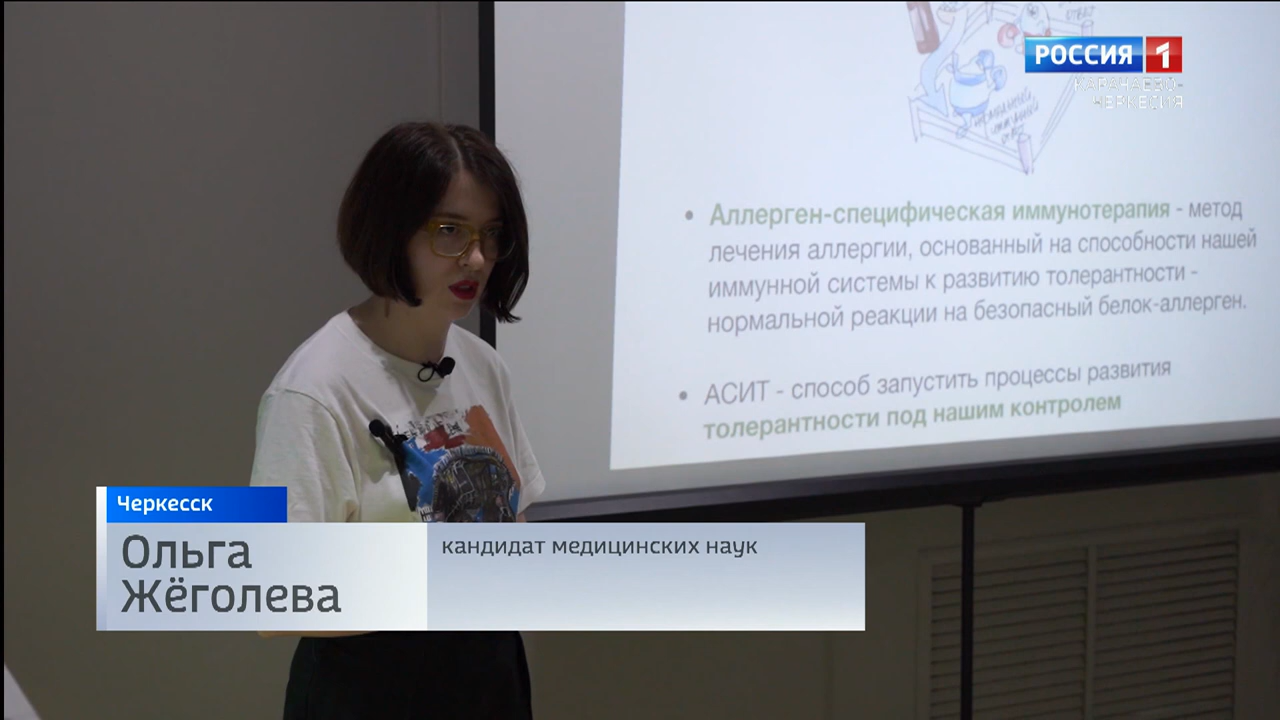 ответ
РОССИЯ 1
КАРАЧАЕВО-
ЧЕРКЕСИЯ
• Аллерген-специфическая иммунотерапия - метод
лечения аллергии, основанный на способности нашей
иммунной системы к развитию толерантности -
нормальной реакции на безопасный белок-аллерген.
• АСИТ - способ запустить процессы развития
толерантности под нашим контролем
Черкесск
Ольга
Жёголева
кандидат медицинских наук